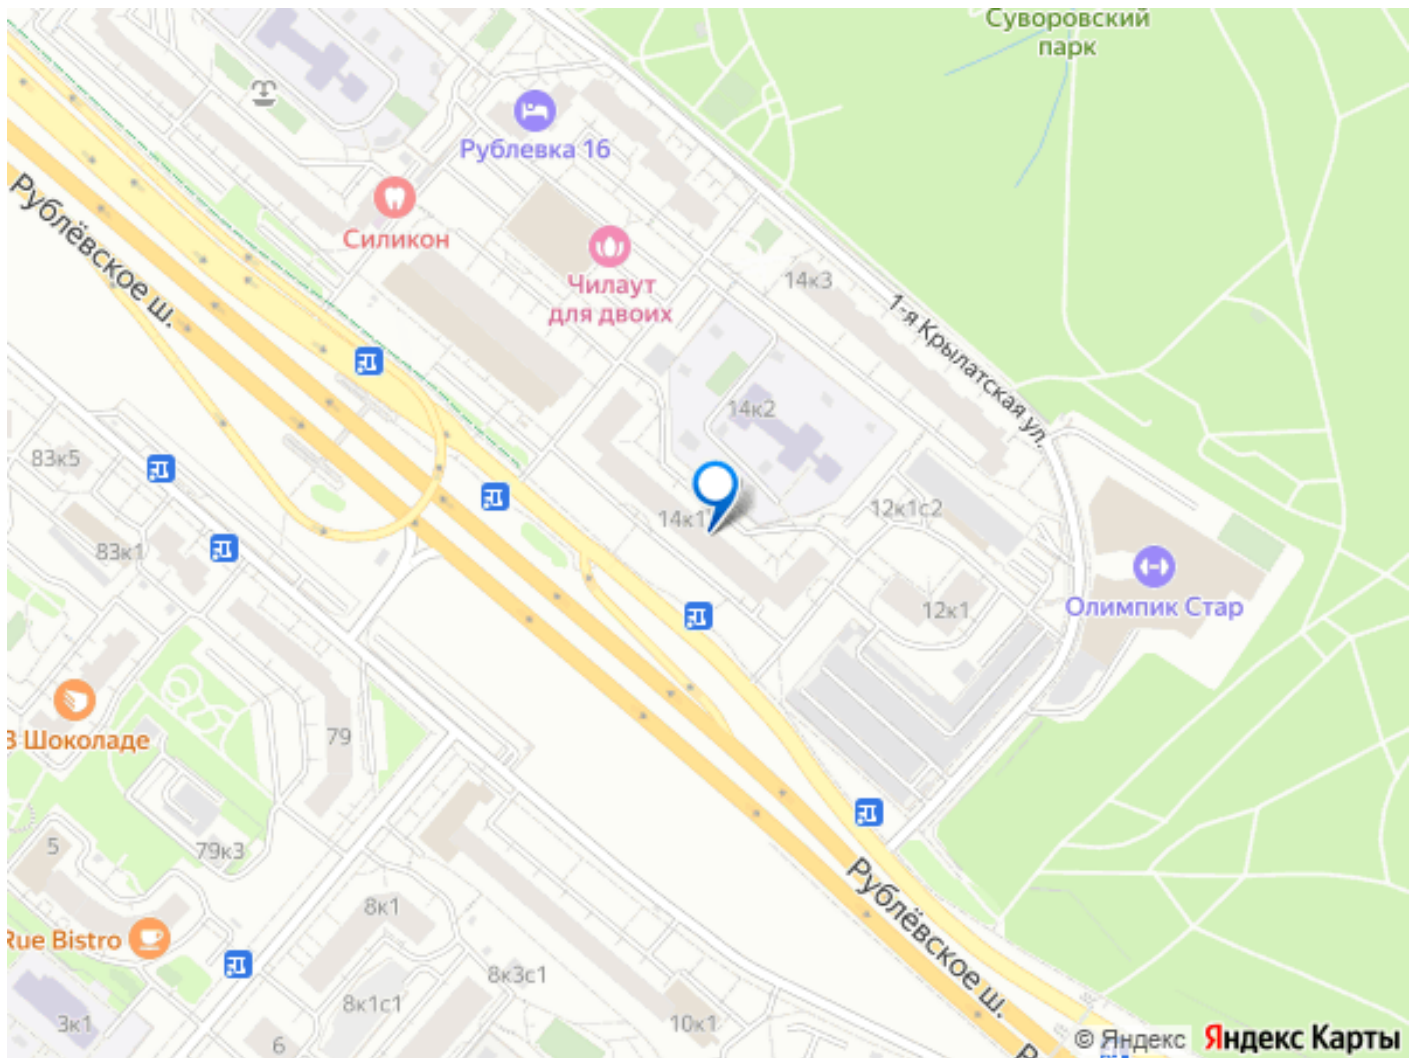 Суворовский
парк
Рублевка 16
Рублёвское ш.
Силикон
Чилаут
для двоих
14к3
1-я Крылатская ул.
14к2
83к5
14к1
12к1с2
83к1
Олимпик Стар
12к1
В Шоколаде
79
5
79к3
Рублёвское ш.
8к1
Rue Bistro
8к3с1
8к1с1
3к1
10к1
6
© Яндекс Яндекс Карты